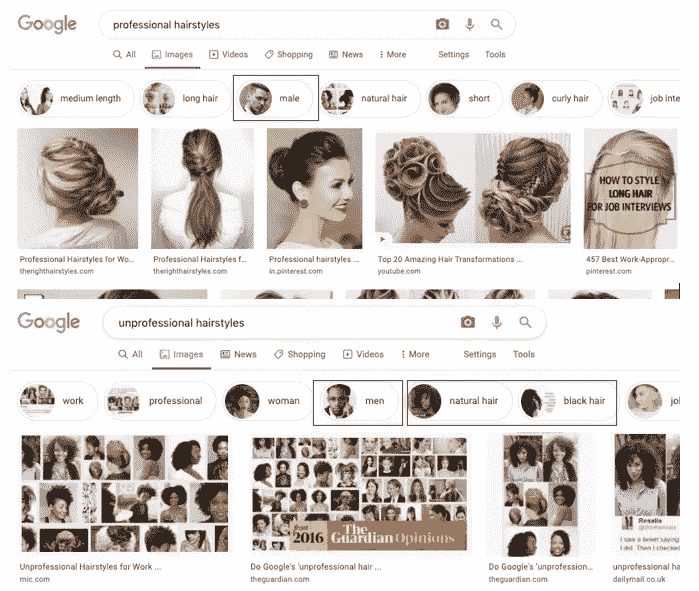 Google
professional hairstyles
All Images Videos Shopping News More Settings Tools
medium length long hair male natural hair short curly hair job inte
HOW TO STYLE
LONG HAIR
FOR JOB INTERVIEWS
Professional Hairstyles for Wo... Professional Hairstyles f... Professional hairstyles ... Top 20 Amazing Hair Transformations ... 457 Best Work-Appropr...
therighthairstyles.com therighthairstyles.com in.pinterest.com youtube.com pinterest.com
Google
unprofessional hairstyles
All Images News Shopping Videos More Settings Tools
work professional woman men natural hair black hair jo
2016 The Guardian Opinions
Rosalia
I saw a tweet saying
I did. Then I checked
Unprofessional Hairstyles for Work ... Do Google's 'unprofessional hair ... Do Google's 'unprofession... unprofessional ha
mic.com theguardian.com theguardian.com dailymail.co.uk